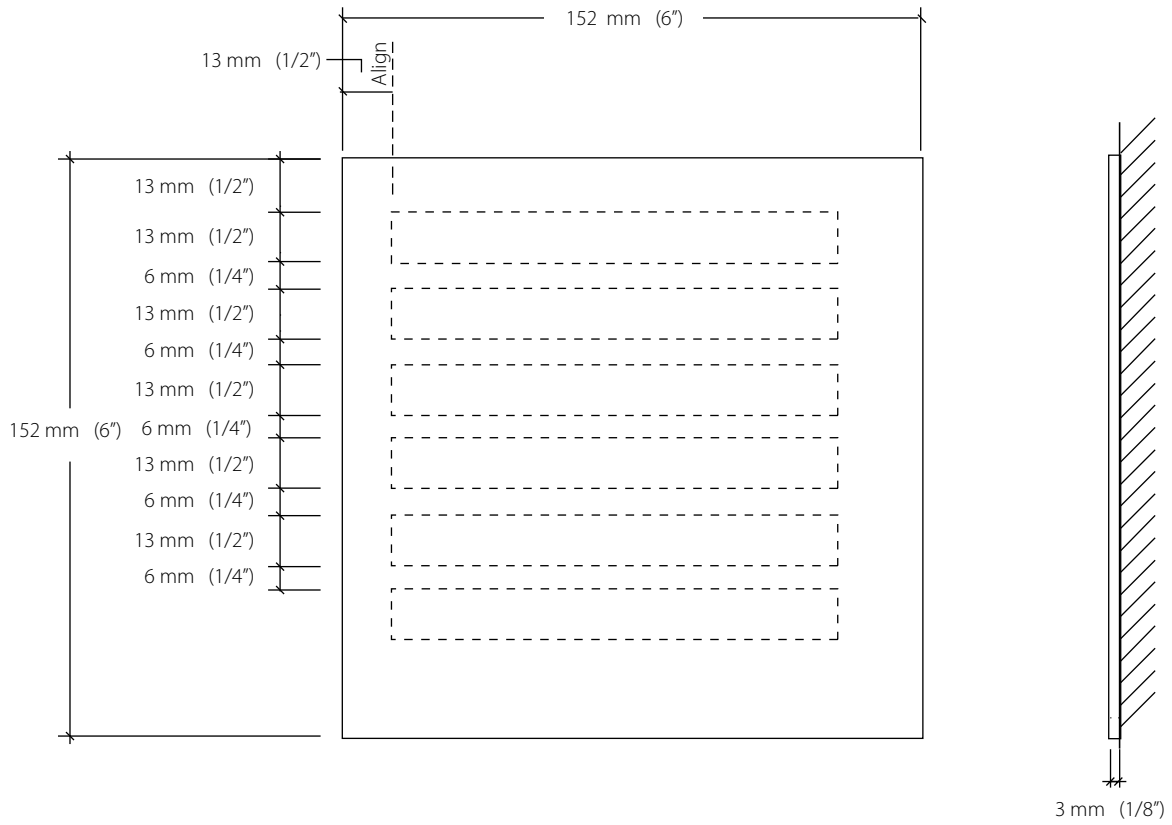 152 mm (6”)
13 mm (1/2”)
Align
13 mm (1/2”)
13 mm (1/2”)
6 mm (1/4”)
13 mm (1/2”)
6 mm (1/4”)
13 mm (1/2”)
152 mm (6”) 6 mm (1/4”)
13 mm (1/2”)
6 mm (1/4”)
13 mm (1/2”)
6 mm (1/4”)
3 mm (1/8”)